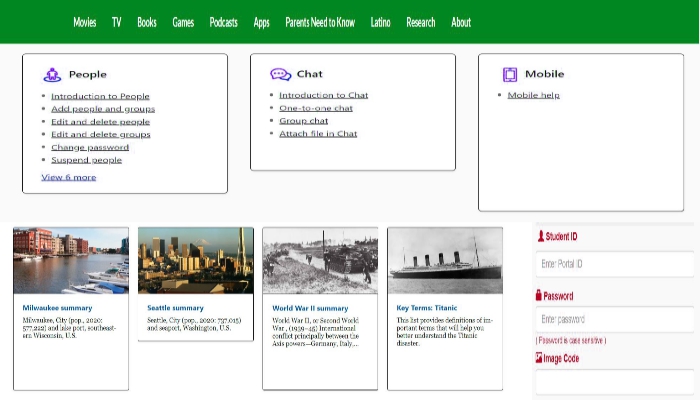 Movies TV Books Games Podcasts Apps Parents Need to Know Latino Research About
People
Introduction to People
Add people and groups
Edit and delete people
Edit and delete groups
Change password
Suspend people
View 6 more
Chat
Introduction to Chat
One-to-one chat
Group chat
Attach file in Chat
Mobile
Mobile help
Milwaukee summary
Milwaukee, City (pop., 2020:
577,222) and lake port, southeast-
ern Wisconsin, U.S.
Seattle summary
Seattle, City (pop., 2020: 737,015)
and seaport, Washington, U.S.
World War II summary
World War II, or Second World
War , (1939–45) International
conflict principally between the
Axis powers—Germany, Italy,...
Key Terms: Titanic
This list provides definitions of im-
portant terms that will help you
better understand the Titanic
disaster.
Student ID
Enter Portal ID
Password
Enter password
( Password is case sensitive )
Image Code